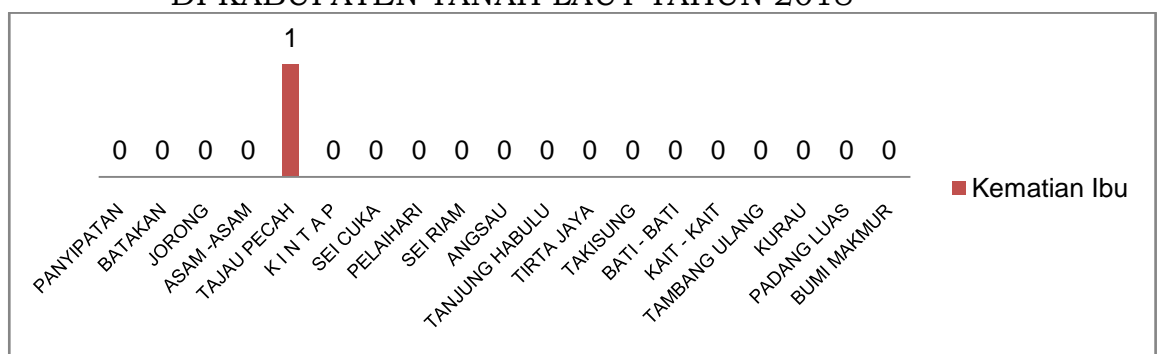 DI KABUPATEN TANAH LAUT TAHUN 2018
1
0 0 0 0 0 0 0 0 0 0 0 0 0 0 0 0 0 0
PANYIPATAN
BATAKAN
JORONG
ASAM -ASAM
TAJAU PECAH
K I N T A P
SEI CUKA
PELAIHARI
SEI RIAM
ANGSAU
TANJUNG HABULU
TIRTA JAYA
TAKISUNG
BATI - BATI
KAIT - KAIT
TAMBANG ULANG
KURAU
PADANG LUAS
BUMI MAKMUR
Kematian Ibu